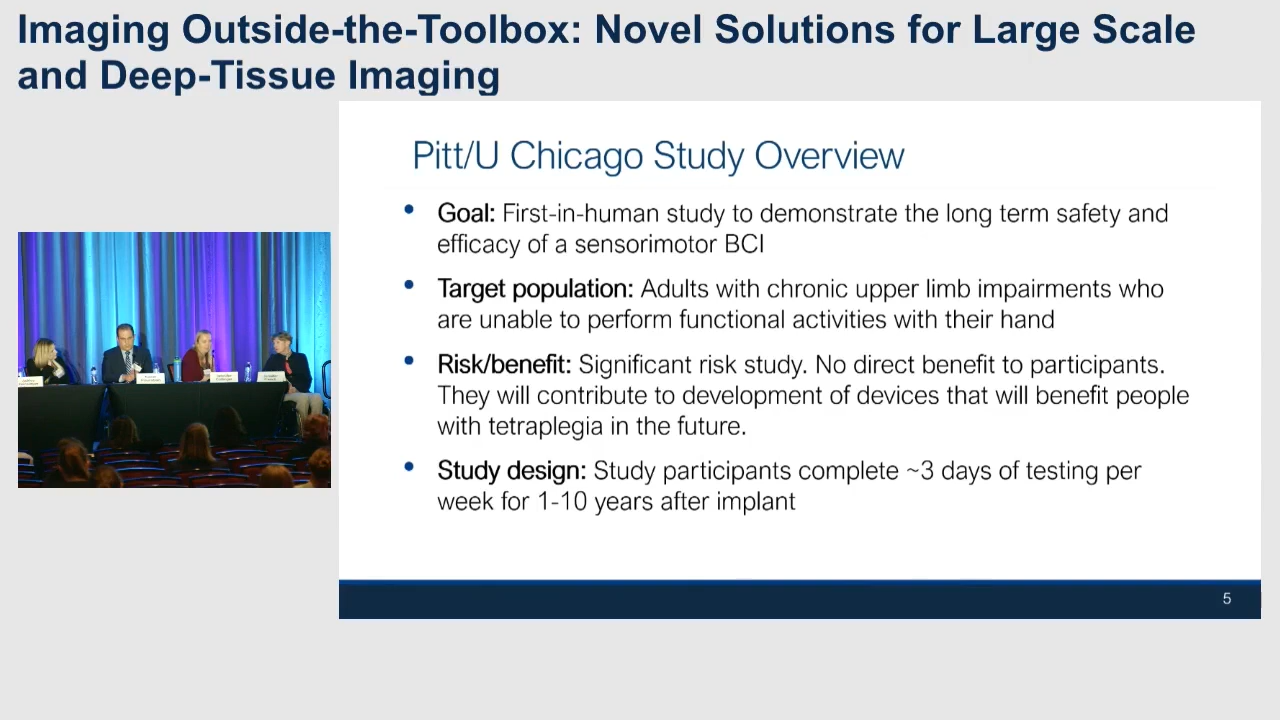 Imaging Outside-the-Toolbox: Novel Solutions for Large Scale
and Deep-Tissue Imaging
Pitt/U Chicago Study Overview
• Goal: First-in-human study to demonstrate the long term safety and
efficacy of a sensorimotor BCI
• Target population: Adults with chronic upper limb impairments who
are unable to perform functional activities with their hand
• Risk/benefit: Significant risk study. No direct benefit to participants.
They will contribute to development of devices that will benefit people
with tetraplegia in the future.
• Study design: Study participants complete ~3 days of testing per
week for 1-10 years after implant
5